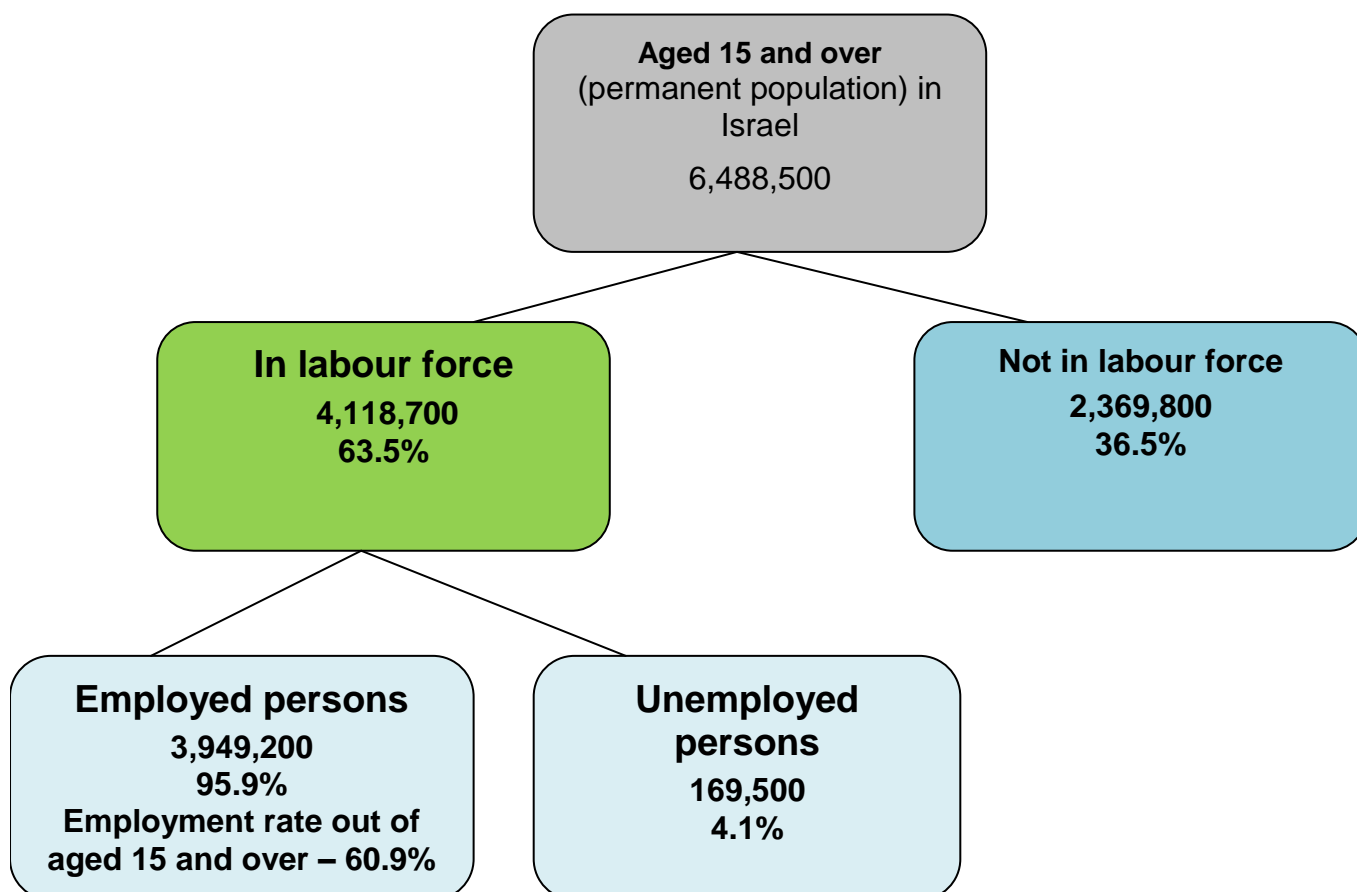 Aged 15 and over
(permanent population) in
Israel
6,488,500
In labour force
4,118,700
63.5%
Not in labour force
2,369,800
36.5%
Employed persons
3,949,200
95.9%
Employment rate out of
aged 15 and over – 60.9%
Unemployed
persons
169,500
4.1%